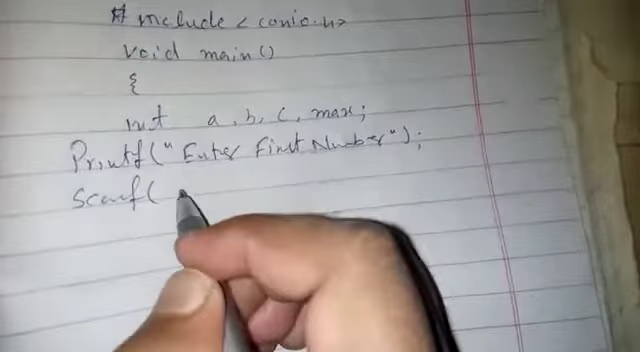 # include < conio.h>
void main()
{
int a, b, c, max;
Printf(" Enter First Number");
Scanf(